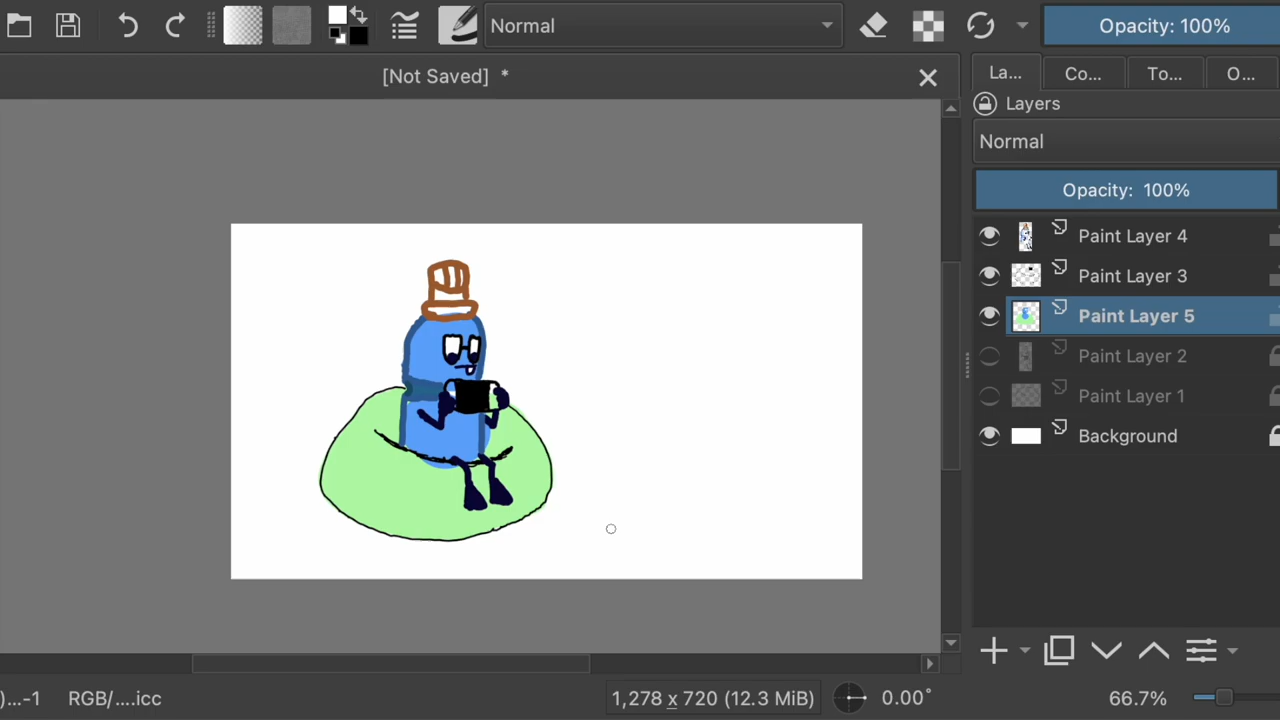 Normal
Opacity: 100%
[Not Saved] *
La...
Co...
To...
O...
Layers
Normal
Opacity: 100%
Paint Layer 4
Paint Layer 3
Paint Layer 5
Paint Layer 2
Paint Layer 1
Background
)...-1
RGB/....icc
1,278 x 720 (12.3 MiB)
0.00°
66.7%